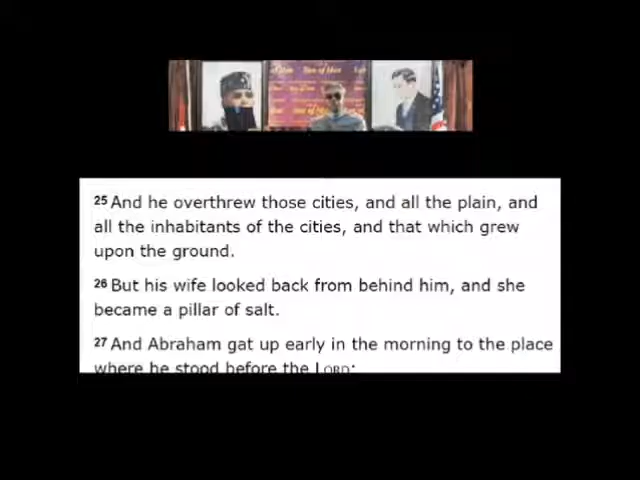 Son of Man
25 And he overthrew those cities, and all the plain, and
all the inhabitants of the cities, and that which grew
upon the ground.
26 But his wife looked back from behind him, and she
became a pillar of salt.
27 And Abraham gat up early in the morning to the place
where he stood before the LORD: